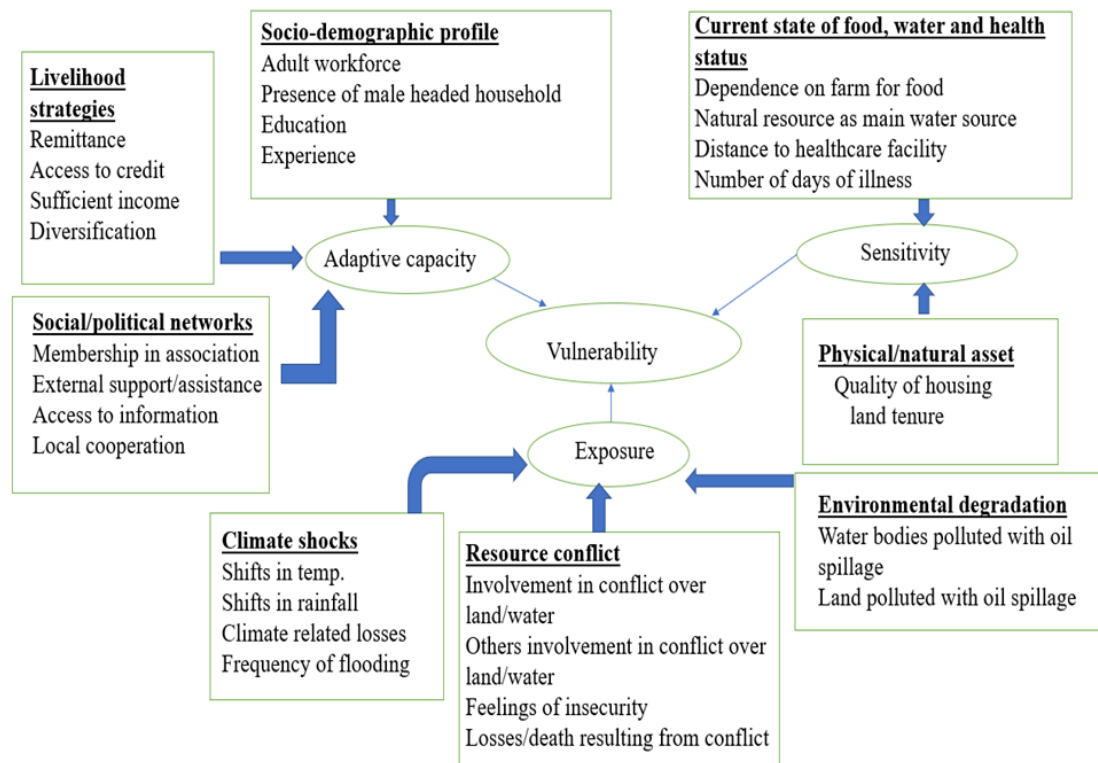 Socio-demographic profile
Adult workforce
Presence of male headed household
Education
Experience
Current state of food, water and health
status
Dependence on farm for food
Natural resource as main water source
Distance to healthcare facility
Number of days of illness
Livelihood
strategies
Remittance
Access to credit
Sufficient income
Diversification
Adaptive capacity
Sensitivity
Social/political networks
Membership in association
External support/assistance
Access to information
Local cooperation
Vulnerability
Physical/natural asset
Quality of housing
land tenure
Exposure
Climate shocks
Shifts in temp.
Shifts in rainfall
Climate related losses
Frequency of flooding
Resource conflict
Involvement in conflict over
land/water
Others involvement in conflict over
land/water
Feelings of insecurity
Losses/death resulting from conflict
Environmental degradation
Water bodies polluted with oil
spillage
Land polluted with oil spillage